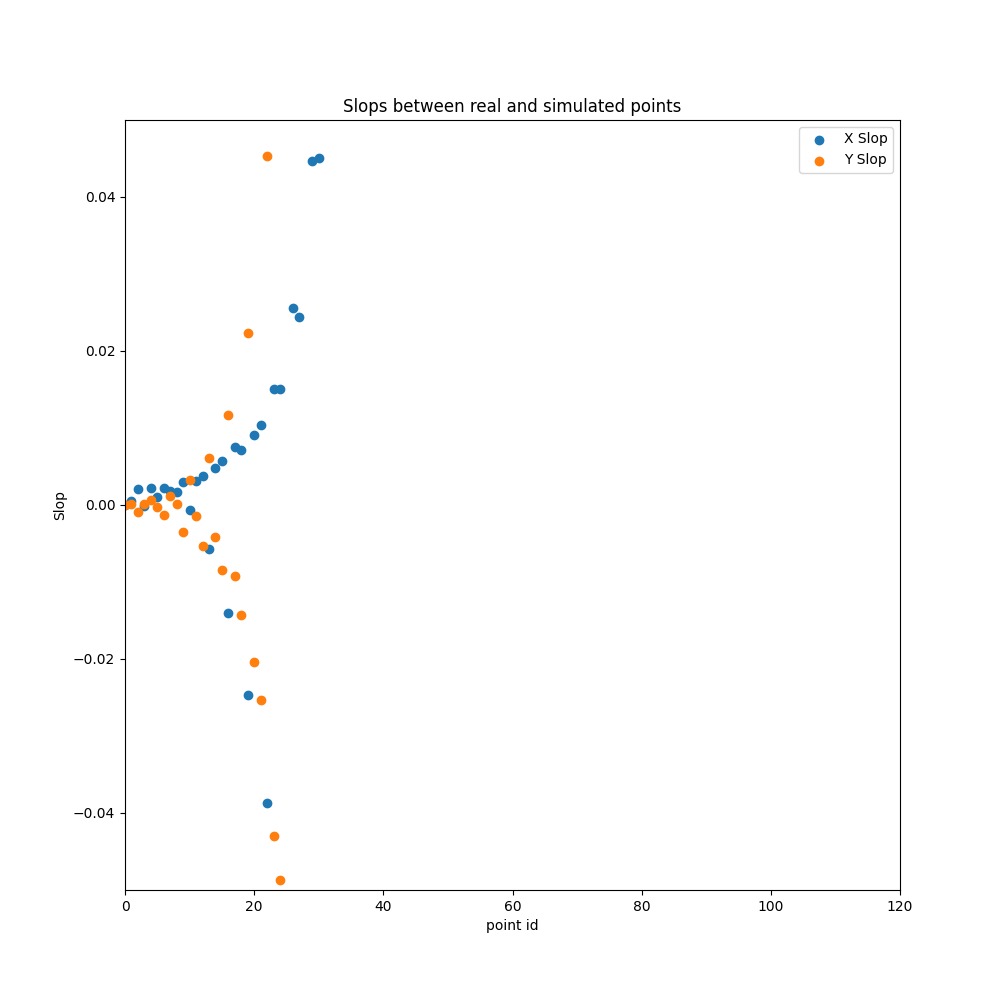 Slops between real and simulated points
X Slop
Y Slop
0.04
0.02
0.00
−0.02
−0.04
Slop
0 20 40 60 80 100 120
point id